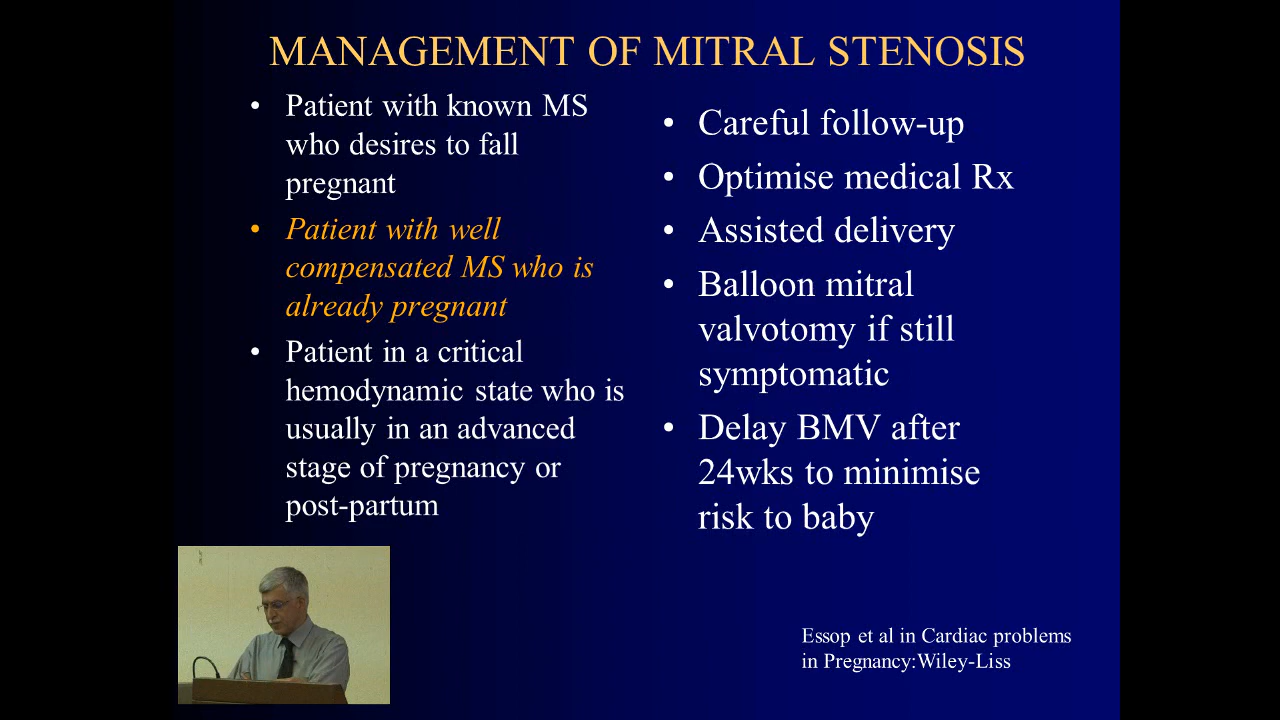 MANAGEMENT OF MITRAL STENOSIS
• Patient with known MS
who desires to fall
pregnant
• Patient with well
compensated MS who is
already pregnant
• Patient in a critical
hemodynamic state who is
usually in an advanced
stage of pregnancy or
post-partum
• Careful follow-up
• Optimise medical Rx
• Assisted delivery
• Balloon mitral
valvotomy if still
symptomatic
• Delay BMV after
24wks to minimise
risk to baby
Essop et al in Cardiac problems
in Pregnancy:Wiley-Liss